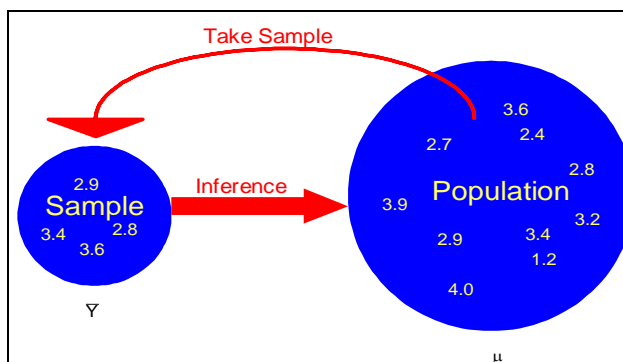 Take Sample
3.6
2.4
2.7
2.8
2.9
Inference
Population
Sample
3.9
3.2
3.4 2.8
2.9
3.4
3.6
1.2
4.0
Y̅
μ